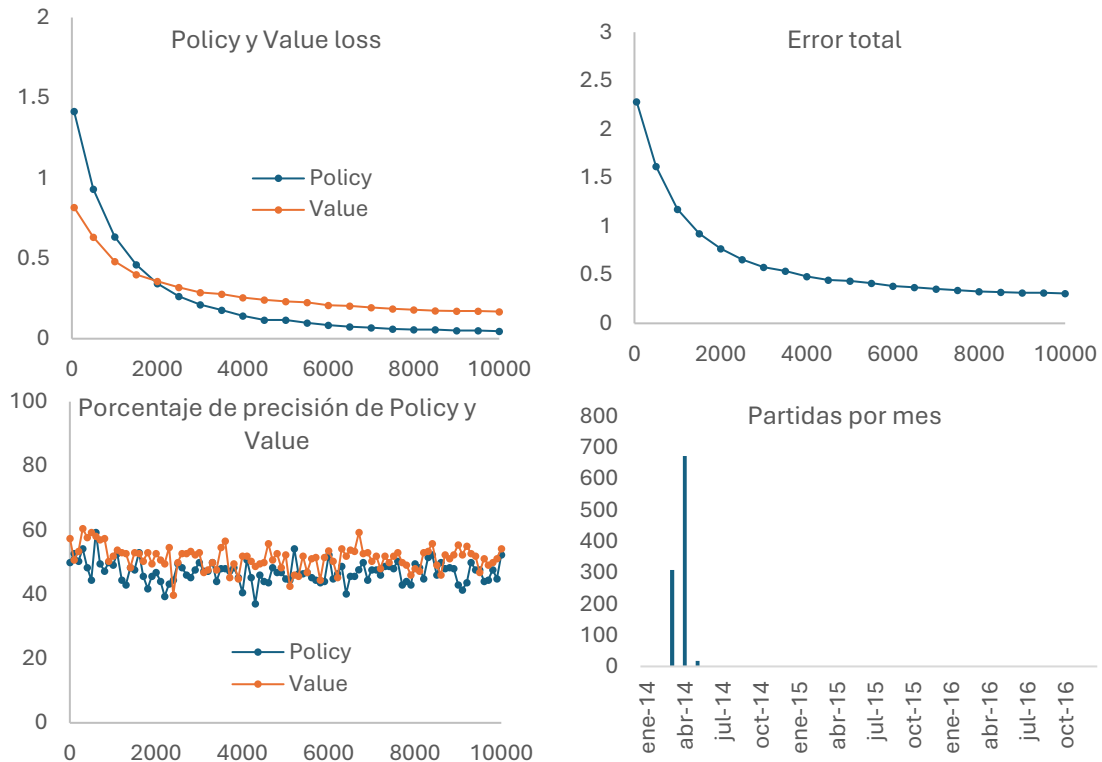 Policy y Value loss
2
1.5
1
0.5
0
Policy
Value
0 2000 4000 6000 8000 10000
Error total
3
2.5
2
1.5
1
0.5
0
0 2000 4000 6000 8000 10000
Porcentaje de precisión de Policy y
Value
100
80
60
40
20
0
Policy
Value
0 2000 4000 6000 8000 10000
Partidas por mes
800
700
600
500
400
300
200
100
0
ene-14
abr-14
jul-14
oct-14
ene-15
abr-15
jul-15
oct-15
ene-16
abr-16
jul-16
oct-16